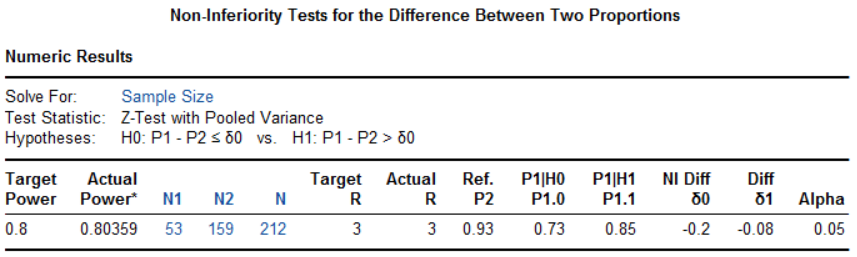 Non-Inferiority Tests for the Difference Between Two Proportions
Numeric Results
Solve For: Sample Size
Test Statistic: Z-Test with Pooled Variance
Hypotheses: H0: P1 - P2 ≤ δ0 vs. H1: P1 - P2 > δ0
Target Actual Target Actual Ref. P1|H0 P1|H1 NI Diff Diff
Power Power* N1 N2 N R R P2 P1.0 P1.1 δ0 δ1 Alpha
0.8 0.80359 53 159 212 3 3 0.93 0.73 0.85 -0.2 -0.08 0.05